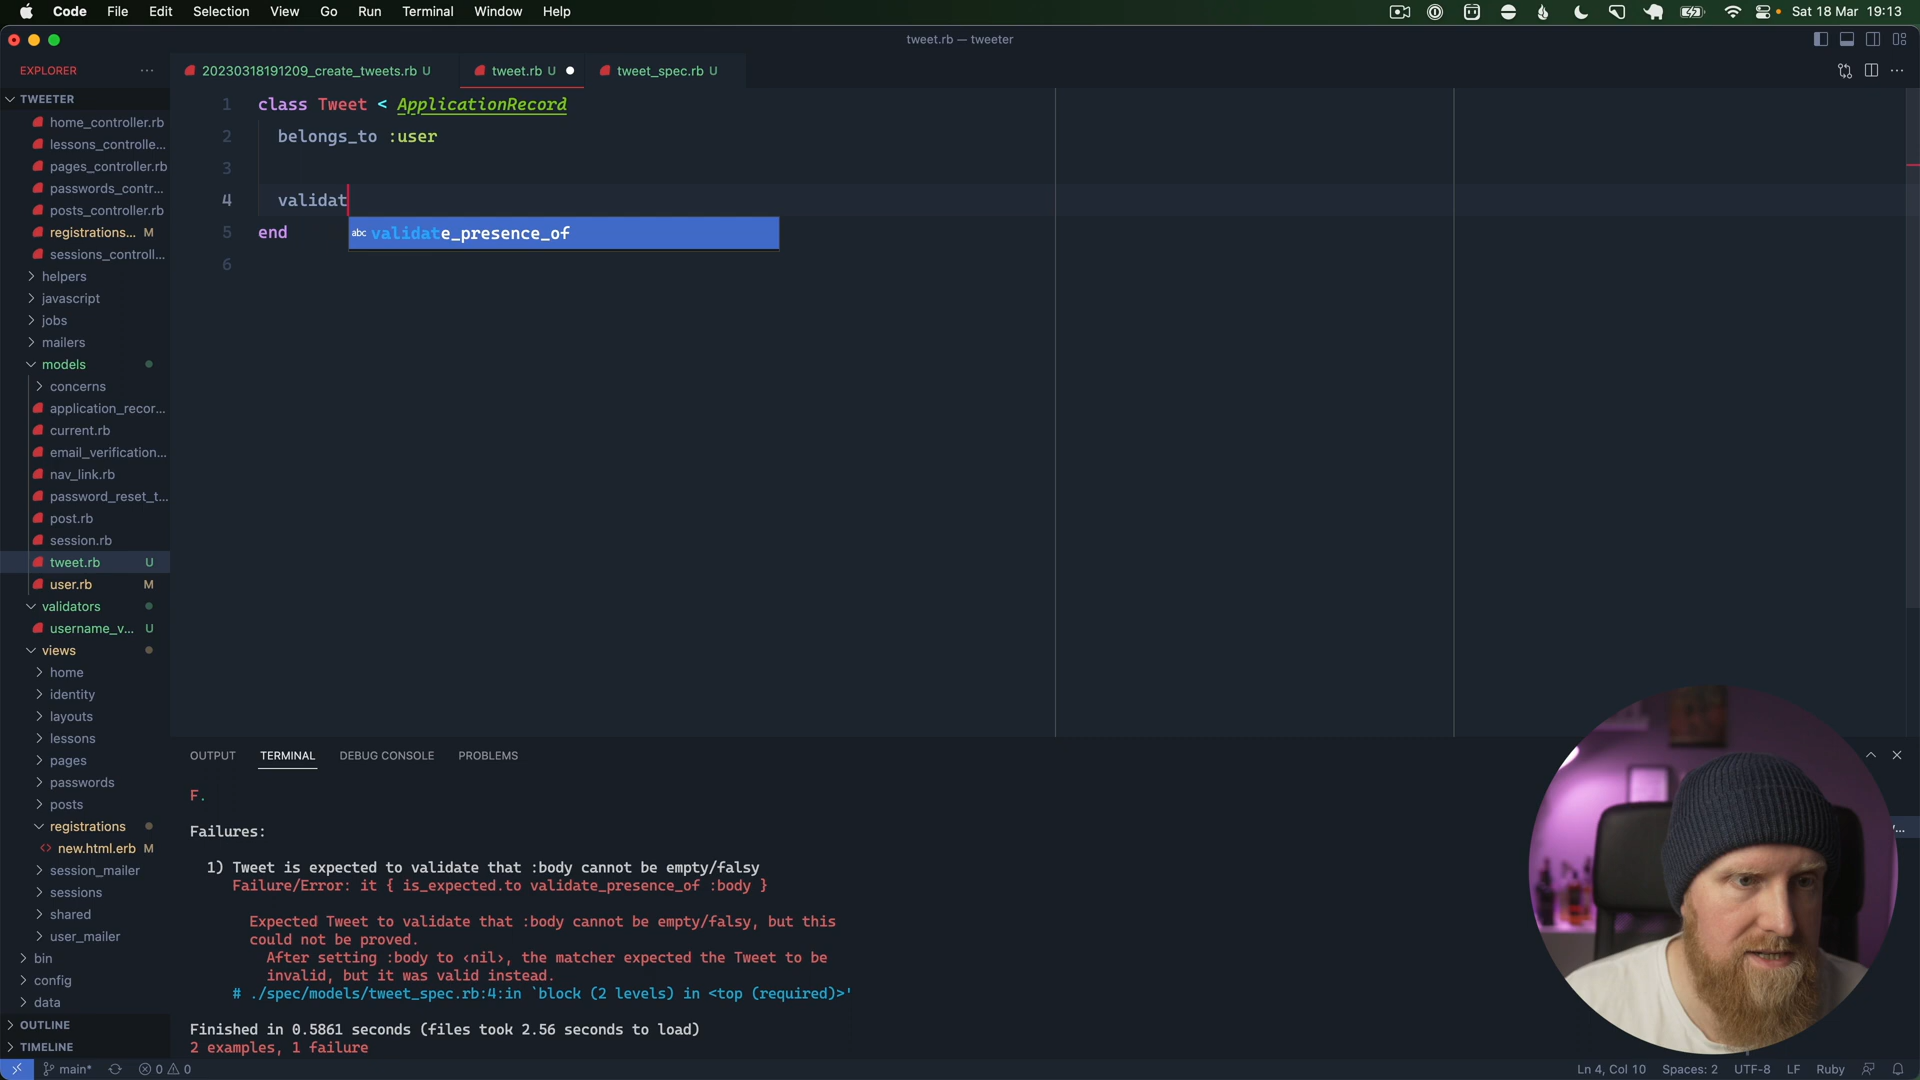 Code File Edit Selection View Go Run Terminal Window Help Sat 18 Mar 19:13
tweet.rb — tweeter
EXPLORER
20230318191209_create_tweets.rb U
tweet.rb U
tweet_spec.rb U
TWEETER
home_controller.rb
lessons_controlle...
pages_controller.rb
passwords_contr...
posts_controller.rb
registrations... M
sessions_controll...
helpers
javascript
jobs
mailers
models
concerns
application_recor...
current.rb
email_verification...
nav_link.rb
password_reset_t...
post.rb
session.rb
tweet.rb U
user.rb M
validators
username_v... U
views
home
identity
layouts
lessons
pages
passwords
posts
registrations
new.html.erb M
session_mailer
sessions
shared
user_mailer
bin
config
data
OUTLINE
TIMELINE
1 class Tweet < ApplicationRecord
2 belongs_to :user
3
4 validat
abc validate_presence_of
5 end
6
OUTPUT TERMINAL DEBUG CONSOLE PROBLEMS
F.
Failures:
1) Tweet is expected to validate that :body cannot be empty/falsy
Failure/Error: it { is_expected.to validate_presence_of :body }
Expected Tweet to validate that :body cannot be empty/falsy, but this
could not be proved.
After setting :body to ‹nil›, the matcher expected the Tweet to be
invalid, but it was valid instead.
# ./spec/models/tweet_spec.rb:4:in `block (2 levels) in <top (required)>'
Finished in 0.5861 seconds (files took 2.56 seconds to load)
2 examples, 1 failure
main* 0 0 Ln 4, Col 10 Spaces: 2 UTF-8 LF Ruby